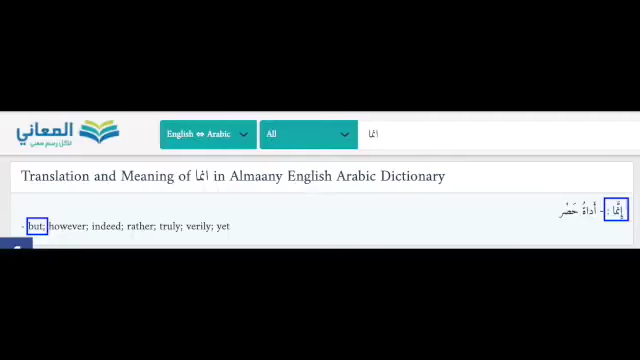 المعاني
لكل رسم معنى
English ⇔ Arabic
All
انما
Translation and Meaning of انما in Almaany English Arabic Dictionary
إِنَّمَا : - أَداةُ حَصْر
- but; however; indeed; rather; truly; verily; yet